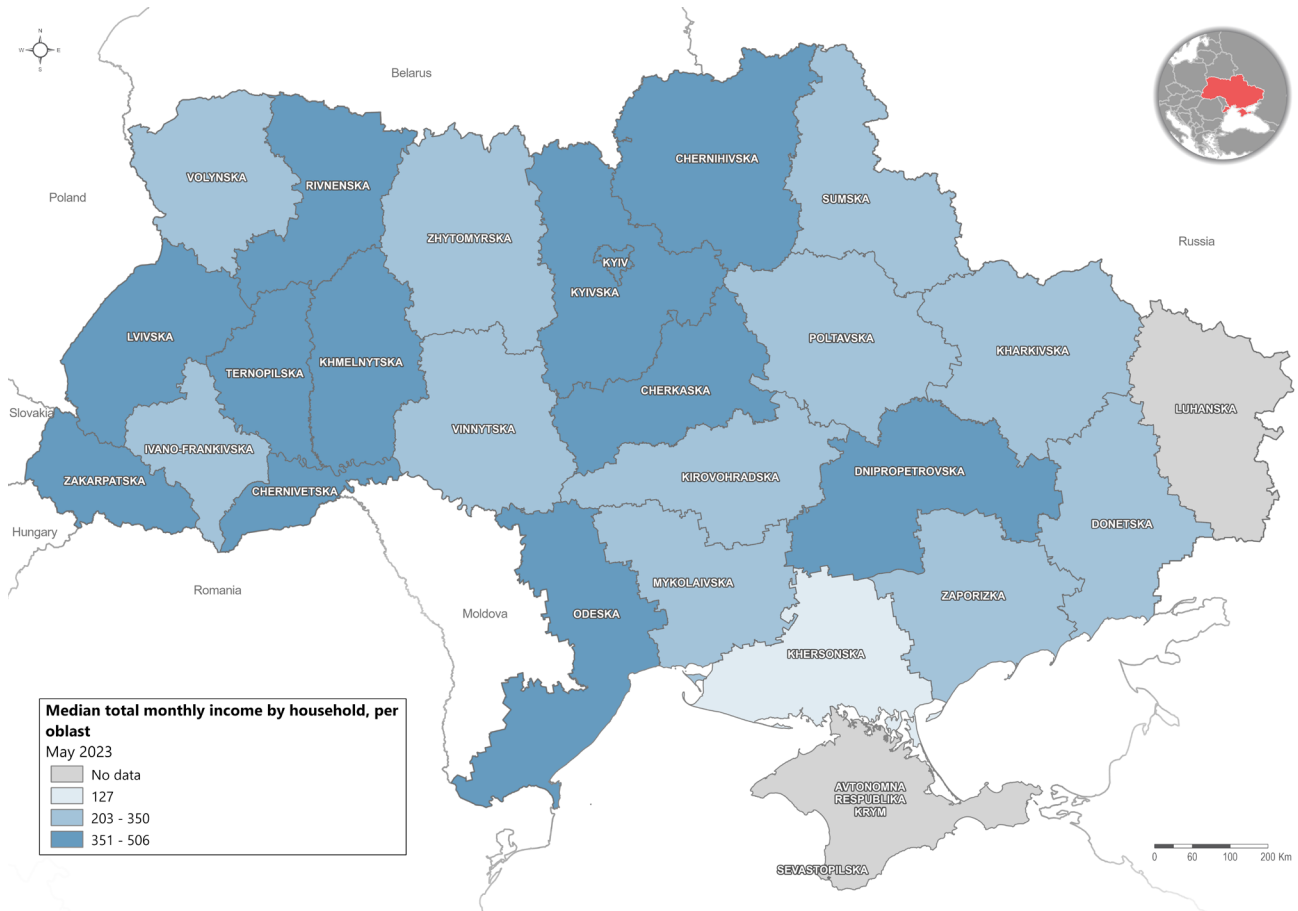 N
W
E
S
Belarus
Poland
Russia
Slovakia
Hungary
Romania
Moldova
VOLYNSKA
RIVNENSKA
ZHYTOMYRSKA
CHERNIHIVSKA
SUMSKA
KYIV
KYIVSKA
LVIVSKA
TERNOPILSKA
KHMELNYTSKA
CHERKASKA
POLTAVSKA
KHARKIVSKA
LUHANSKA
IVANO-FRANKIVSKA
VINNYTSKA
ZAKARPATSKA
CHERNIVETSKA
KIROVOHRADSKA
DNIPROPETROVSKA
DONETSKA
MYKOLAIVSKA
ZAPORIZKA
ODESKA
KHERSONSKA
AVTONOMNA
RESPUBLIKA
KRYM
SEVASTOPILSKA
Median total monthly income by household, per
oblast
May 2023
No data
127
203 - 350
351 - 506
0 60 100 200 Km